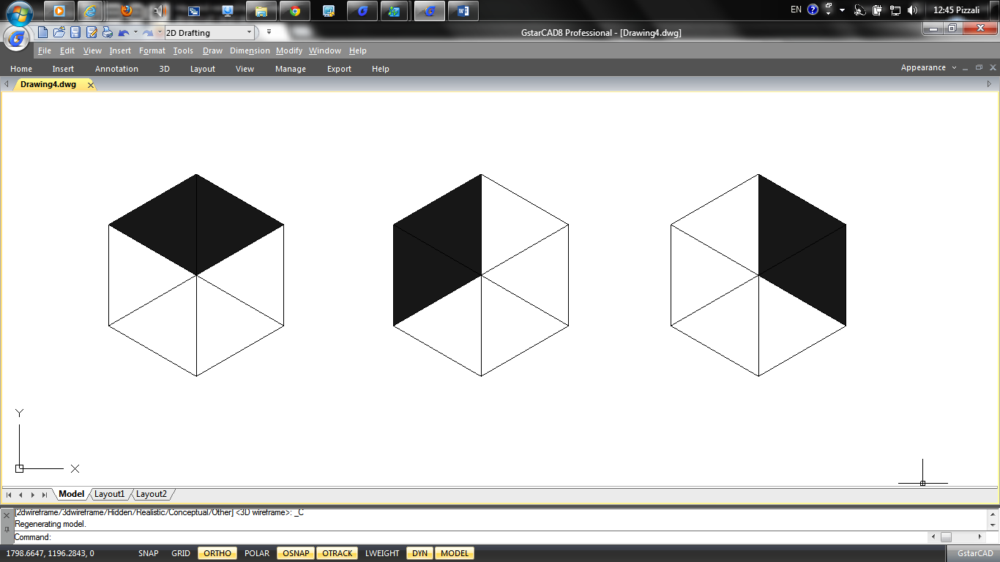 EN 12:45 Pizzali
2D Drafting GstarCAD8 Professional - [Drawing4.dwg]
File Edit View Insert Format Tools Draw Dimension Modify Window Help
Home Insert Annotation 3D Layout View Manage Export Help Appearance
Drawing4.dwg
Y
X
Model Layout1 Layout2
[2dwireframe/3dwireframe/Hidden/Realistic/Conceptual/Other] <3D wireframe>: _C
Regenerating model.
Command:
1798.6647, 1196.2843, 0 SNAP GRID ORTHO POLAR OSNAP OTRACK LWEIGHT DYN MODEL GstarCAD